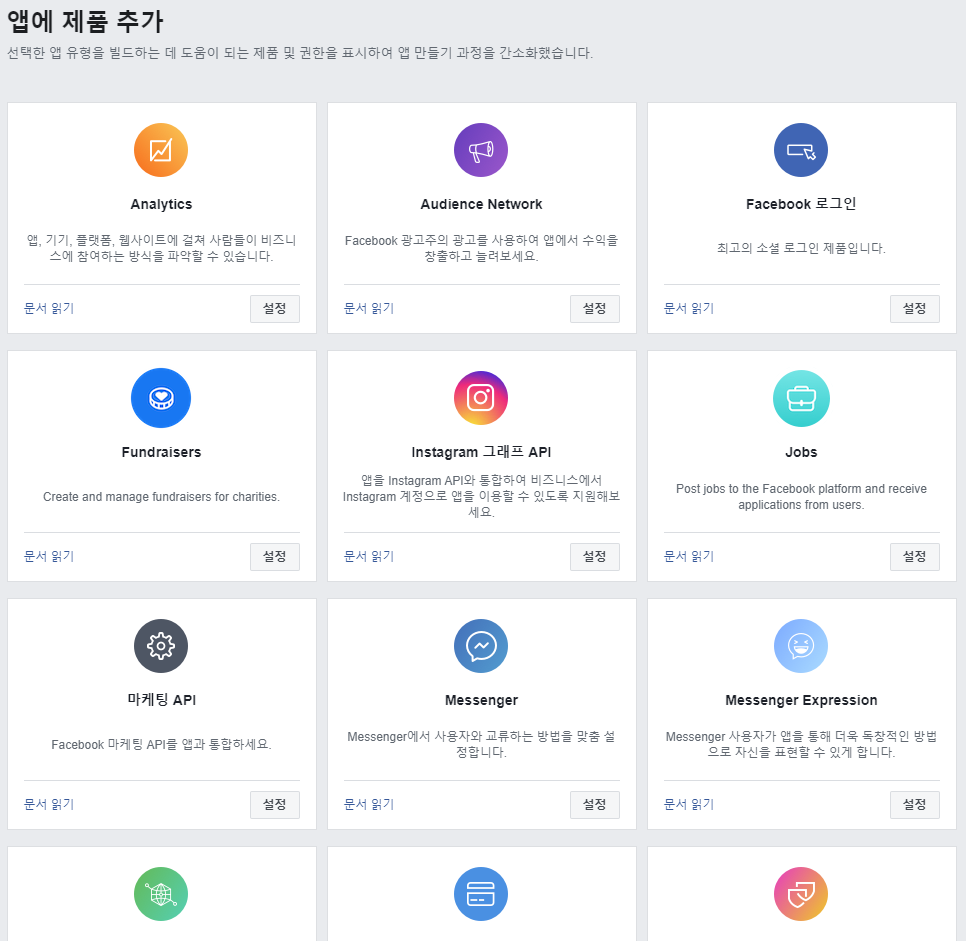 앱에 제품 추가
선택한 앱 유형을 빌드하는 데 도움이 되는 제품 및 권한을 표시하여 앱 만들기 과정을 간소화했습니다.
Analytics
앱, 기기, 플랫폼, 웹사이트에 걸쳐 사람들이 비즈니
스에 참여하는 방식을 파악할 수 있습니다.
문서 읽기
설정
Audience Network
Facebook 광고주의 광고를 사용하여 앱에서 수익을
창출하고 늘려보세요.
문서 읽기
설정
Facebook 로그인
최고의 소셜 로그인 제품입니다.
문서 읽기
설정
Fundraisers
Create and manage fundraisers for charities.
문서 읽기
설정
Instagram 그래프 API
앱을 Instagram API와 통합하여 비즈니스에서
Instagram 계정으로 앱을 이용할 수 있도록 지원해보
세요.
문서 읽기
설정
Jobs
Post jobs to the Facebook platform and receive
applications from users.
문서 읽기
설정
마케팅 API
Facebook 마케팅 API를 앱과 통합하세요.
문서 읽기
설정
Messenger
Messenger에서 사용자와 교류하는 방법을 맞춤 설
정합니다.
문서 읽기
설정
Messenger Expression
Messenger 사용자가 앱을 통해 더욱 독창적인 방법
으로 자신을 표현할 수 있게 합니다.
문서 읽기
설정